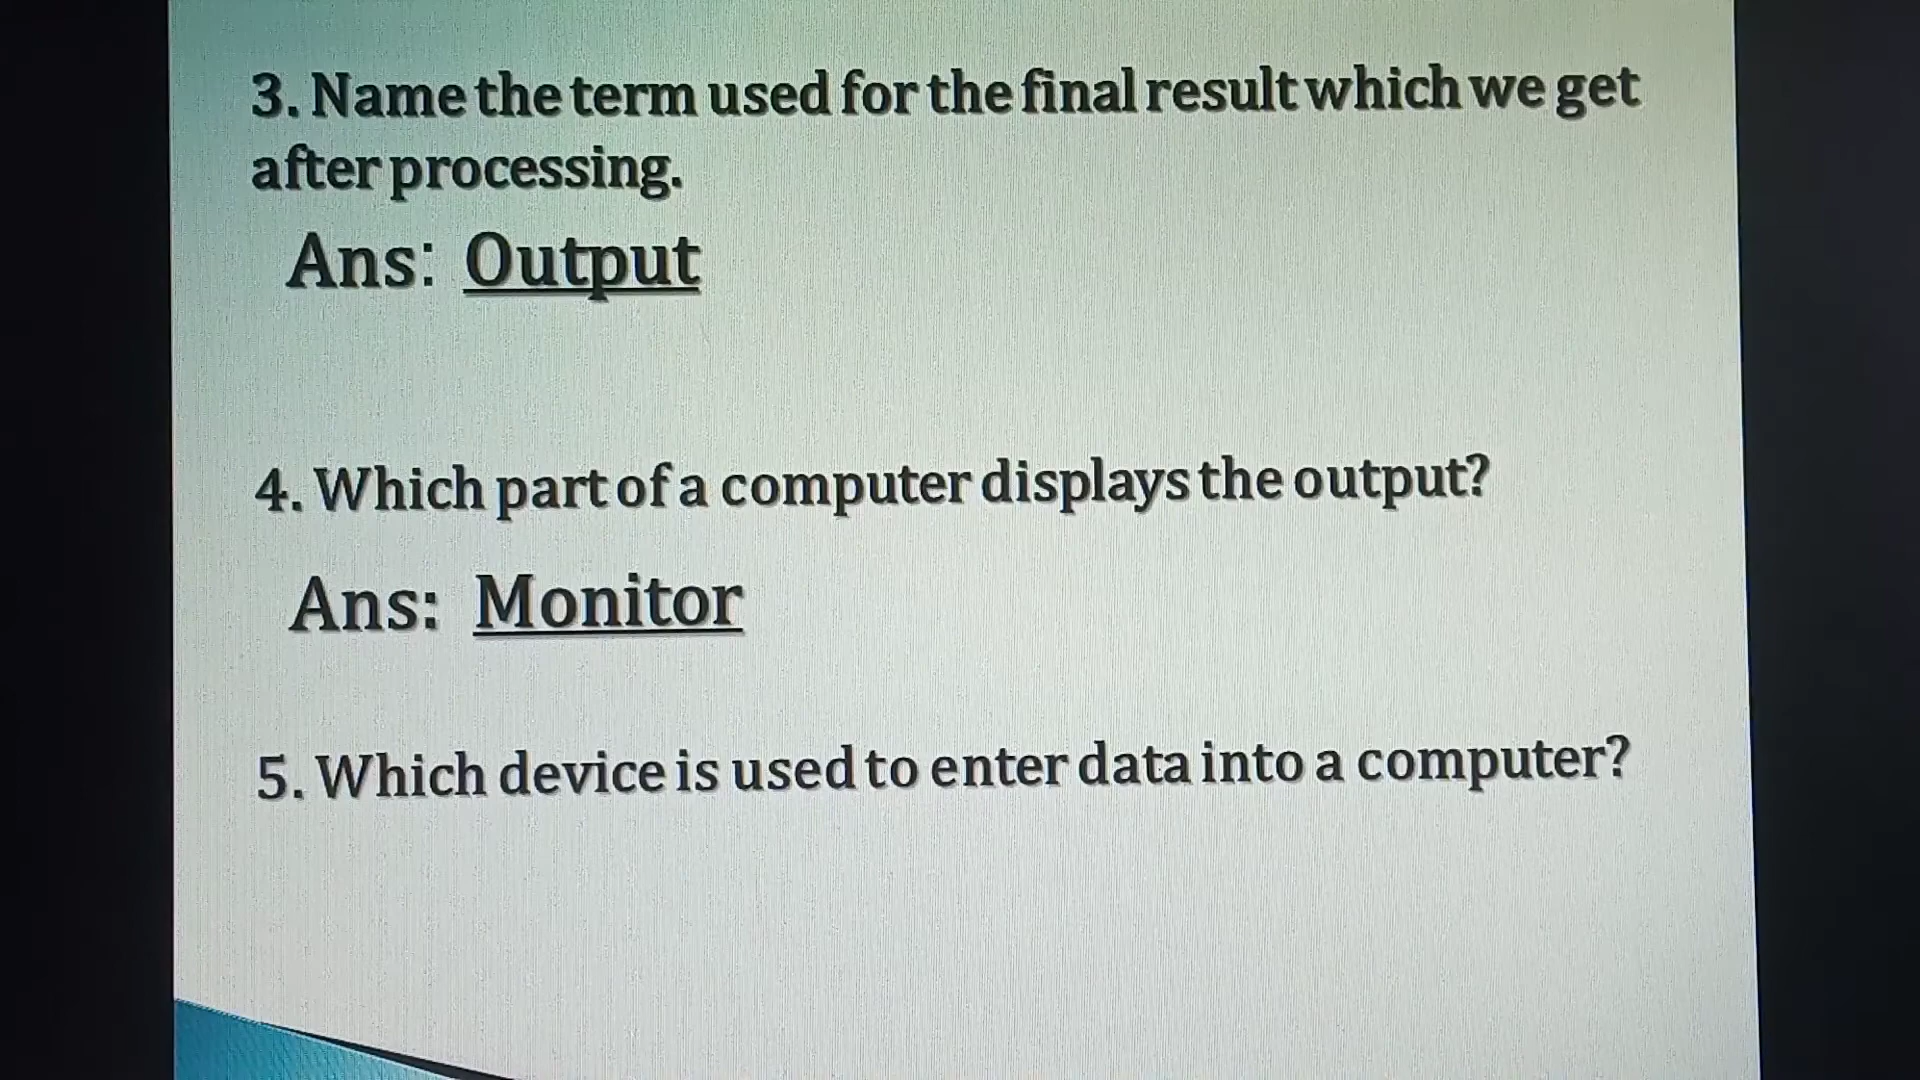 3. Name the term used for the final result which we get
after processing.
Ans: Output
4. Which part of a computer displays the output?
Ans: Monitor
5. Which device is used to enter data into a computer?